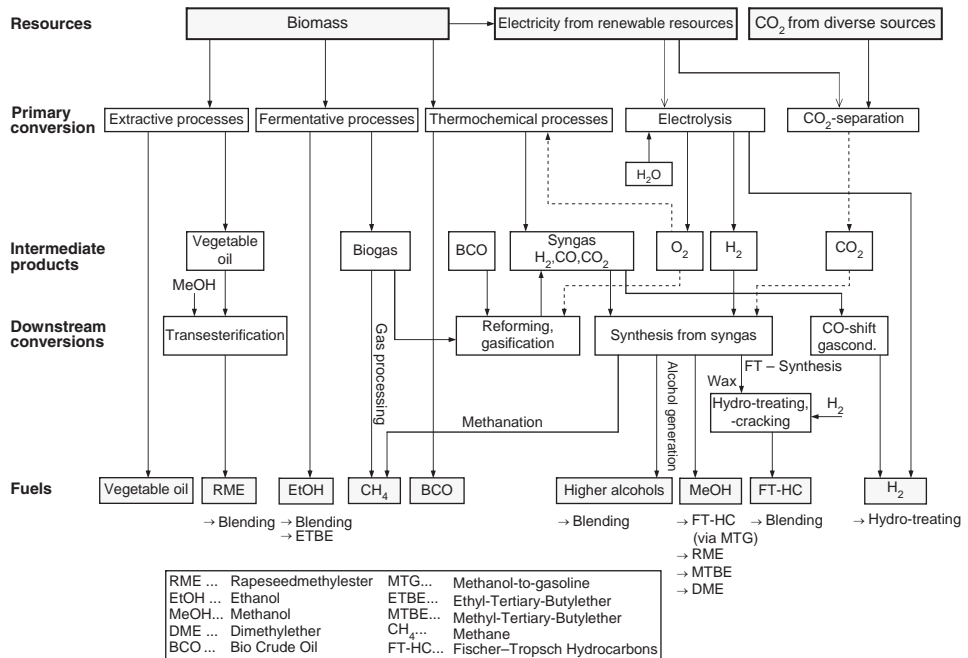 Resources
Biomass
Electricity from renewable resources
CO2 from diverse sources
Primary
conversion
Extractive processes
Fermentative processes
Thermochemical processes
Electrolysis
CO2-separation
H2O
Intermediate
products
Vegetable
oil
Biogas
BCO
Syngas
H2,CO,CO2
O2
H2
CO2
MeOH
Downstream
conversions
Transesterification
Gas processing
Reforming,
gasification
Synthesis from syngas
CO-shift
gascond.
FT – Synthesis
Wax
Alcohol generation
Hydro-treating,
-cracking
H2
Methanation
Fuels
Vegetable oil
RME
EtOH
CH4
BCO
Higher alcohols
MeOH
FT-HC
H2
→ Blending
→ Blending
→ ETBE
→ Blending
→ FT-HC
(via MTG)
→ RME
→ MTBE
→ DME
→ Blending
→ Hydro-treating
RME ... Rapeseedmethylester
EtOH ... Ethanol
MeOH... Methanol
DME ... Dimethylether
BCO ... Bio Crude Oil
MTG... Methanol-to-gasoline
ETBE... Ethyl-Tertiary-Butylether
MTBE... Methyl-Tertiary-Butylether
CH4... Methane
FT-HC... Fischer–Tropsch Hydrocarbons